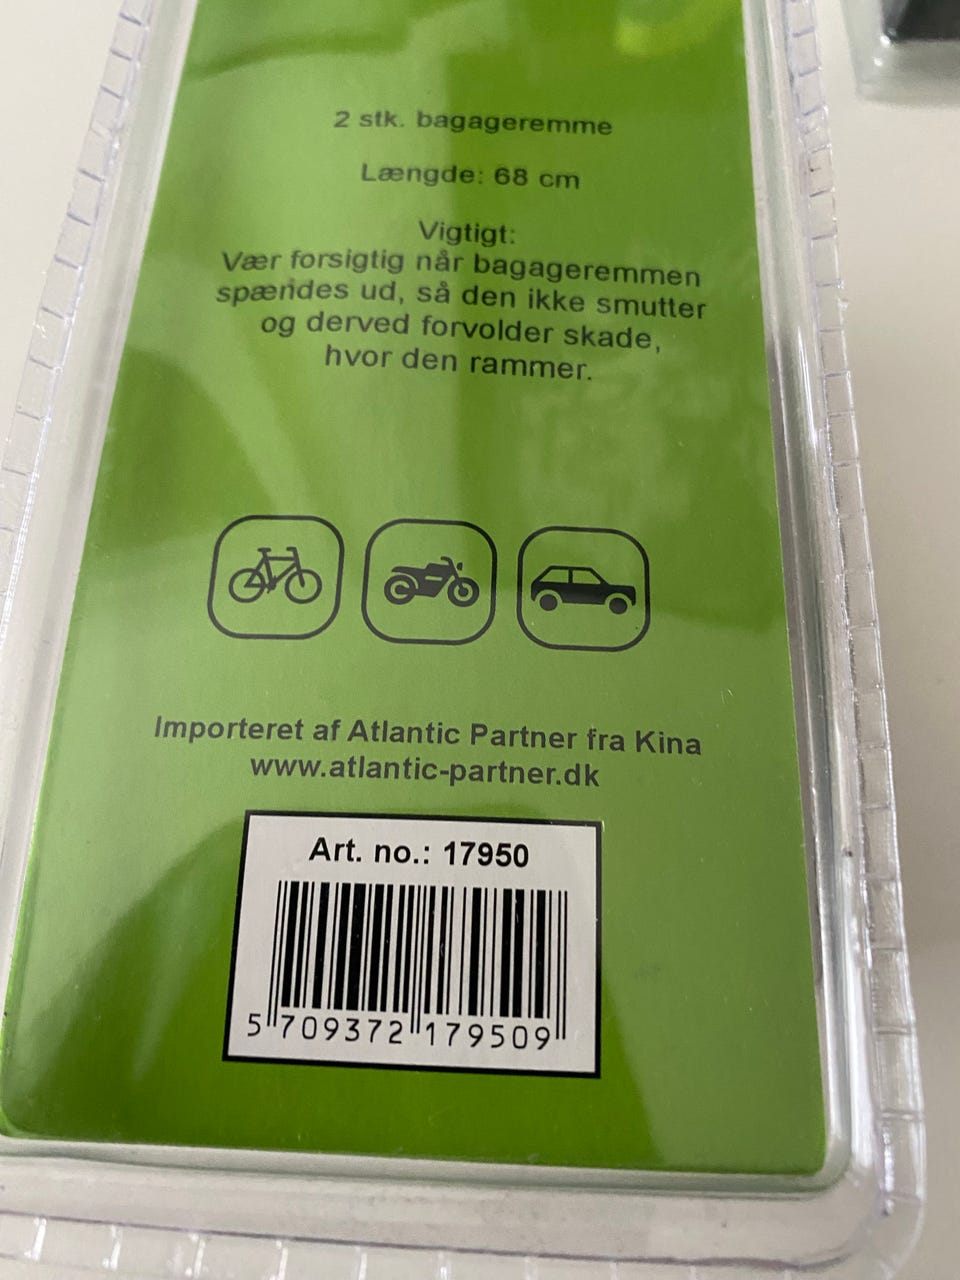 2 stk. bagageremme
Længde: 68 cm
Vigtigt:
Vær forsigtig når bagageremmen
spændes ud, så den ikke smutter
og derved forvolder skade,
hvor den rammer.
Importeret af Atlantic Partner fra Kina
www.atlantic-partner.dk
Art. no.: 17950
5 709372 179509